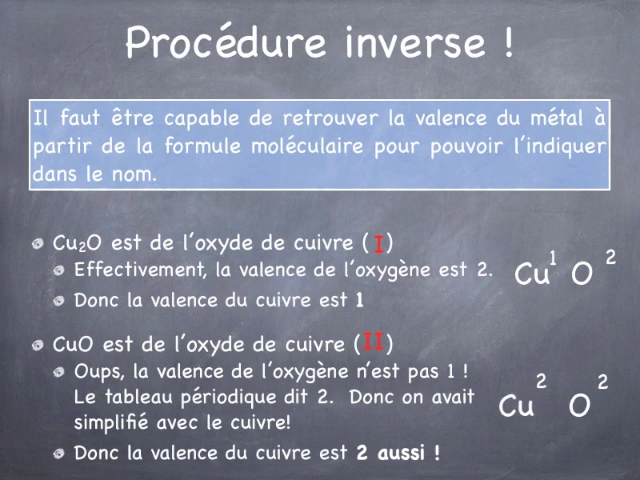 Procédure inverse !
Il faut être capable de retrouver la valence du métal à
partir de la formule moléculaire pour pouvoir l'indiquer
dans le nom.
Cu₂O est de l'oxyde de cuivre (I)
Effectivement, la valence de l'oxygène est 2.
Donc la valence du cuivre est 1
Cu¹ O ²
CuO est de l'oxyde de cuivre (II)
Oups, la valence de l'oxygène n'est pas 1 !
Le tableau périodique dit 2. Donc on avait
simplifié avec le cuivre!
Donc la valence du cuivre est 2 aussi !
Cu² O ²